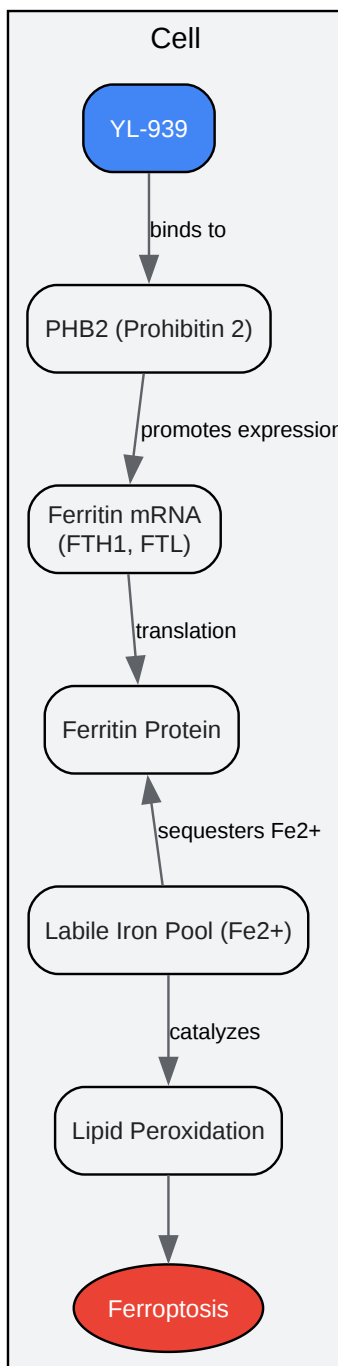 Cell
YL-939
binds to
PHB2 (Prohibitin 2)
promotes expression
Ferritin mRNA
(FTH1, FTL)
translation
Ferritin Protein
sequesters Fe2+
Labile Iron Pool (Fe2+)
catalyzes
Lipid Peroxidation
Ferroptosis